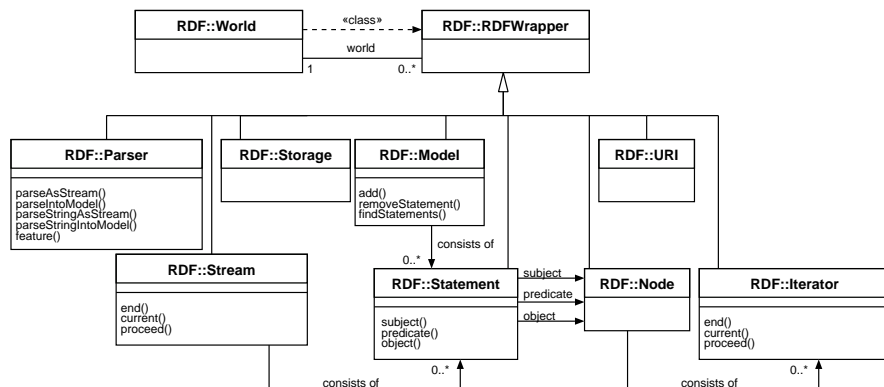 RDF::World
«class»
RDF::RDFWrapper
world
1
0..*
RDF::Parser
parseAsStream()
parseIntoModel()
parseStringAsStream()
parseStringIntoModel()
feature()
RDF::Storage
RDF::Model
add()
removeStatement()
findStatements()
RDF::URI
consists of
0..*
RDF::Stream
end()
current()
proceed()
RDF::Statement
subject()
predicate()
object()
subject
predicate
object
RDF::Node
RDF::Iterator
end()
current()
proceed()
consists of
0..*
consists of
0..*